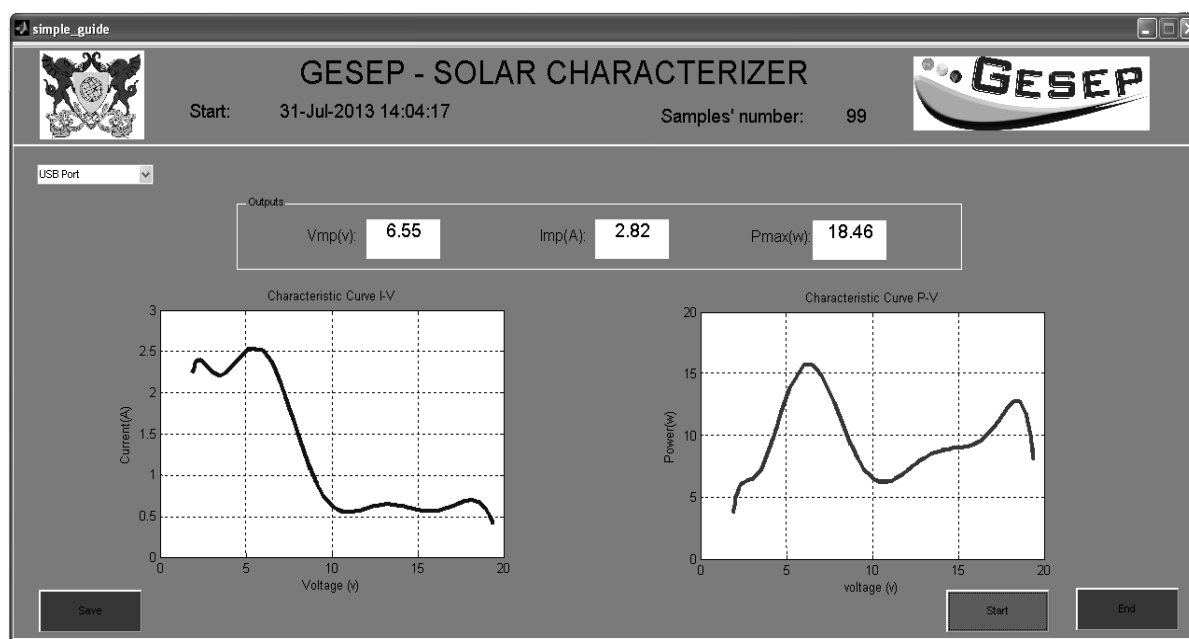 simple_guide
GESEP - SOLAR CHARACTERIZER
Start: 31-Jul-2013 14:04:17
Samples' number: 99
GESEP
USB Port
Outputs
Vmp(v): 6.55
Imp(A): 2.82
Pmax(w): 18.46
Characteristic Curve I-V
3
2.5
2
1.5
1
0.5
0
Current(A)
0 5 10 15 20
Voltage (v)
Characteristic Curve P-V
20
15
10
5
0
Power(w)
0 5 10 15 20
voltage (v)
Save
Start
End